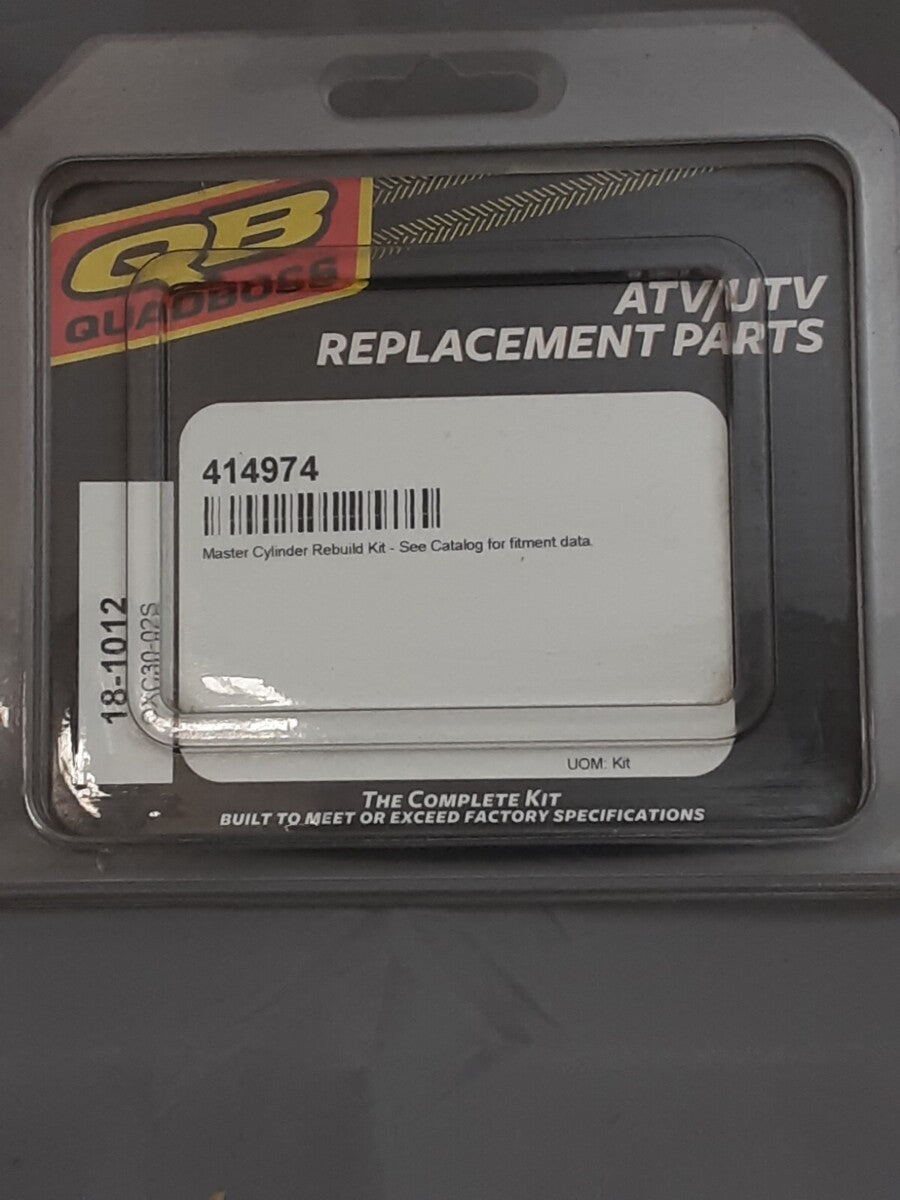 QB
QUADBOSS
ATV/UTV
REPLACEMENT PARTS
414974
Master Cylinder Rebuild Kit - See Catalog for fitment data.
18-1012
UOM: Kit
THE COMPLETE KIT
BUILT TO MEET OR EXCEED FACTORY SPECIFICATIONS